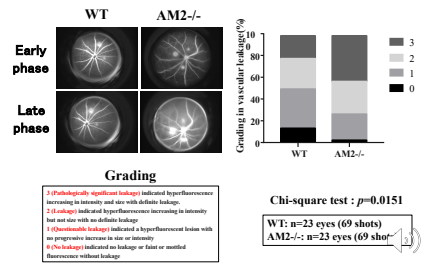 WT
AM2-/-
Early
phase
Late
phase
Grading
3 (Pathologically significant leakage) indicated hyperfluorescence
increasing in intensity and size with definite leakage.
2 (Leakage) indicated hyperfluorescence increasing in intensity
but not size with no definite leakage
1 (Questionable leakage) indicated a hyperfluorescent lesion with
no progressive increase in size or intensity
0 (No leakage) indicated no leakage or faint or mottled
fluorescence without leakage
Grading in vascular leakage(%)
100
80
60
40
20
0
WT
AM2-/-
3
2
1
0
Chi-square test : p=0.0151
WT: n=23 eyes (69 shots)
AM2-/-: n=23 eyes (69 shots)